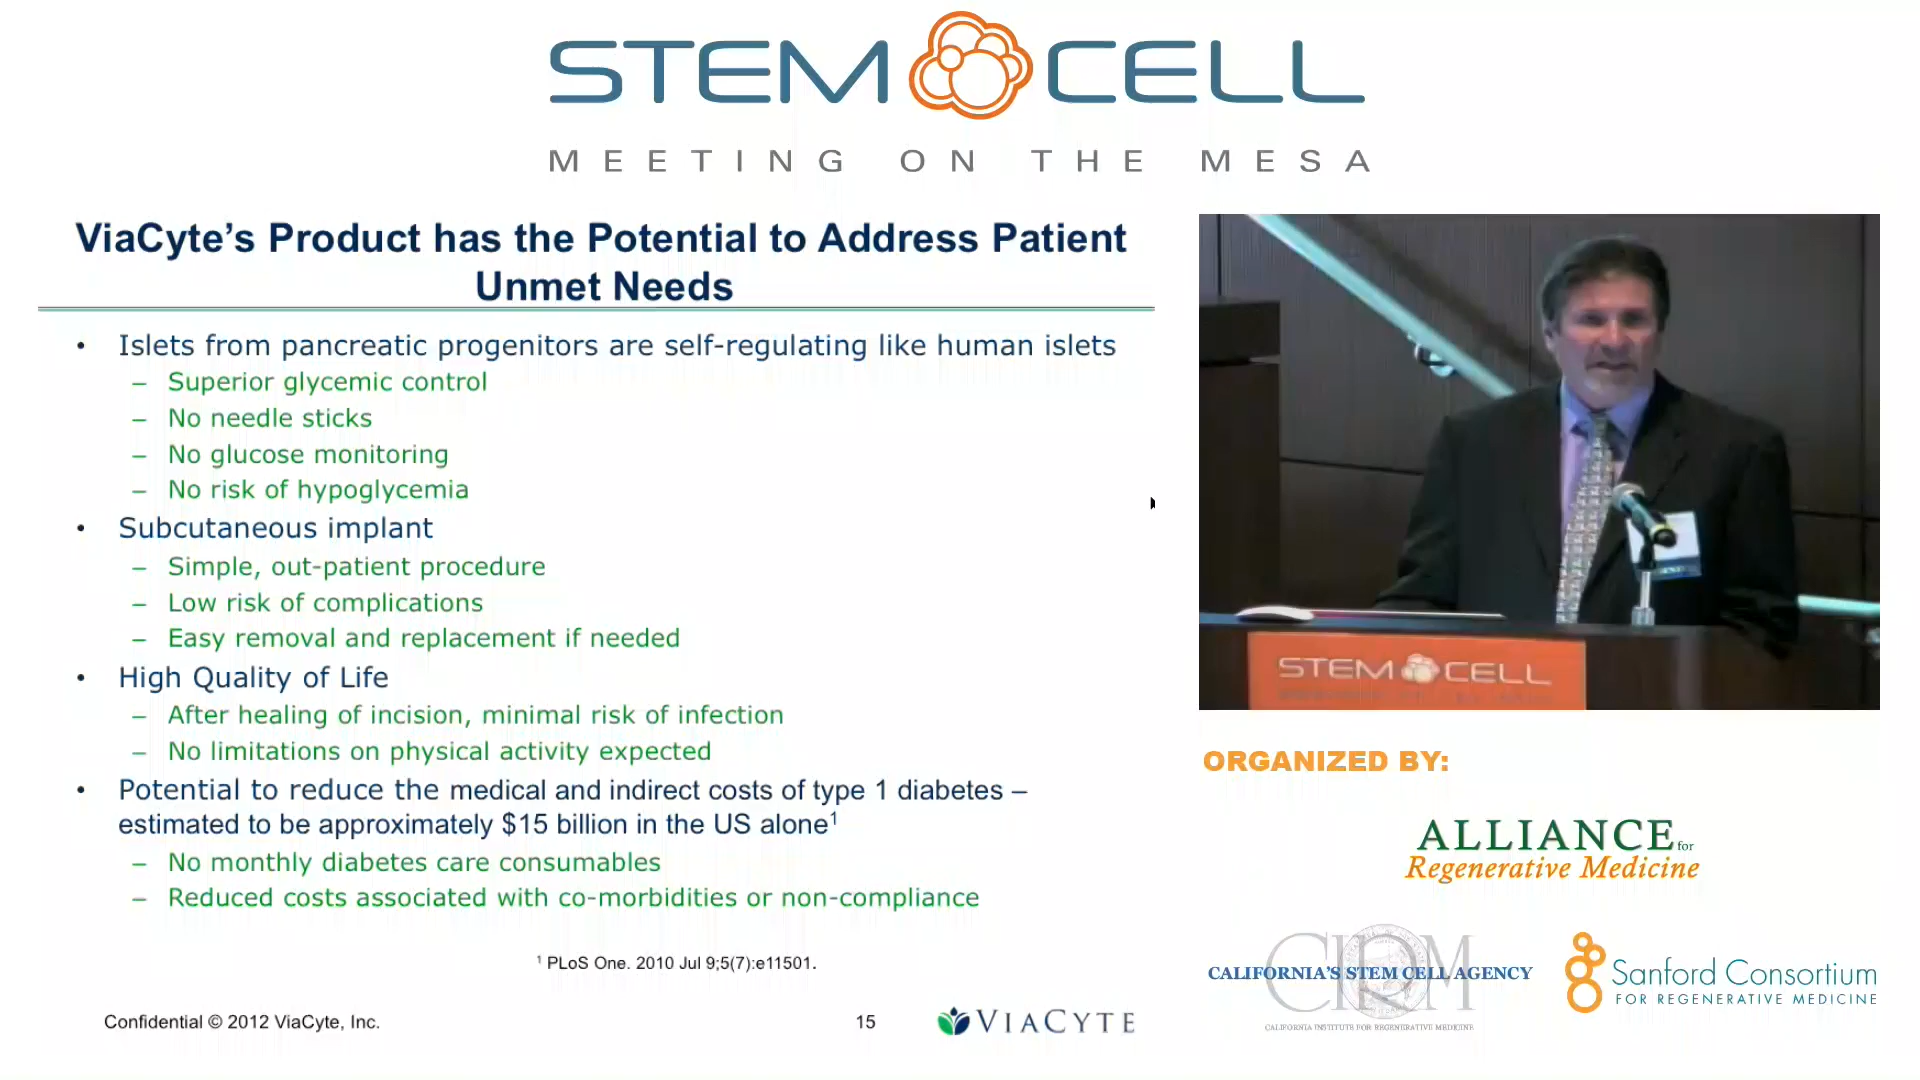 STEM CELL
MEETING ON THE MESA
ViaCyte's Product has the Potential to Address Patient
Unmet Needs
• Islets from pancreatic progenitors are self-regulating like human islets
– Superior glycemic control
– No needle sticks
– No glucose monitoring
– No risk of hypoglycemia
• Subcutaneous implant
– Simple, out-patient procedure
– Low risk of complications
– Easy removal and replacement if needed
• High Quality of Life
– After healing of incision, minimal risk of infection
– No limitations on physical activity expected
• Potential to reduce the medical and indirect costs of type 1 diabetes –
estimated to be approximately $15 billion in the US alone¹
– No monthly diabetes care consumables
– Reduced costs associated with co-morbidities or non-compliance
¹ PLoS One. 2010 Jul 9;5(7):e11501.
Confidential © 2012 ViaCyte, Inc.
15
VIACYTE
STEM CELL
ORGANIZED BY:
ALLIANCE for
Regenerative Medicine
CIRM
CALIFORNIA'S STEM CELL AGENCY
CALIFORNIA INSTITUTE FOR REGENERATIVE MEDICINE
Sanford Consortium
FOR REGENERATIVE MEDICINE